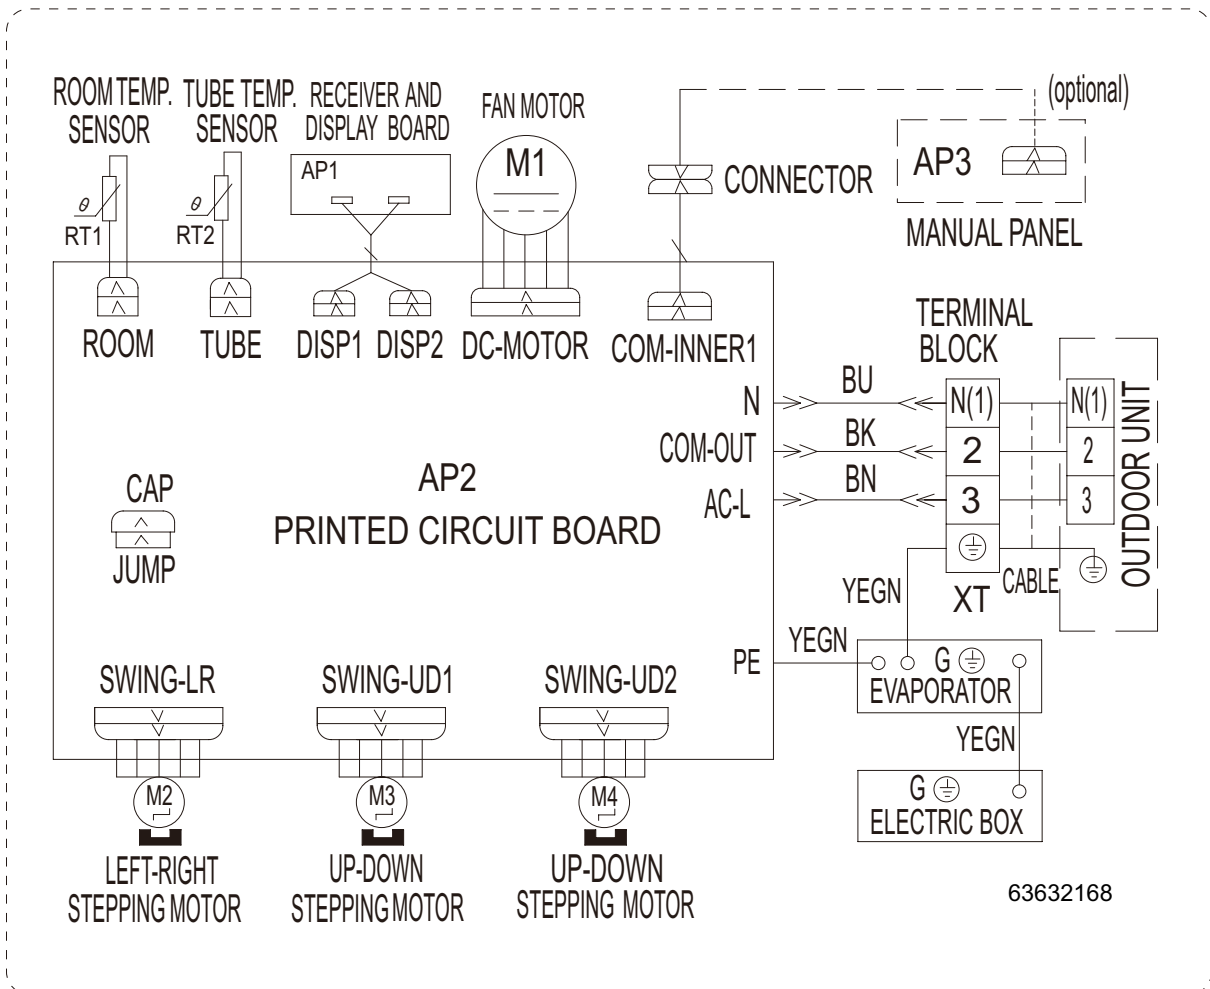 ROOM TEMP.
SENSOR
TUBE TEMP.
SENSOR
RECEIVER AND
DISPLAY BOARD
FAN MOTOR
(optional)
AP1
M1
CONNECTOR
AP3
MANUAL PANEL
θ
RT1
θ
RT2
ROOM
TUBE
DISP1
DISP2
DC-MOTOR
COM-INNER1
TERMINAL
BLOCK
N
BU
N(1)
N(1)
COM-OUT
BK
2
2
AC-L
BN
3
3
OUTDOOR UNIT
CAP
JUMP
AP2
PRINTED CIRCUIT BOARD
YEGN
XT
CABLE
PE
YEGN
G
EVAPORATOR
YEGN
G
ELECTRIC BOX
SWING-LR
SWING-UD1
SWING-UD2
M2
M3
M4
LEFT-RIGHT
STEPPING MOTOR
UP-DOWN
STEPPING MOTOR
UP-DOWN
STEPPING MOTOR
63632168